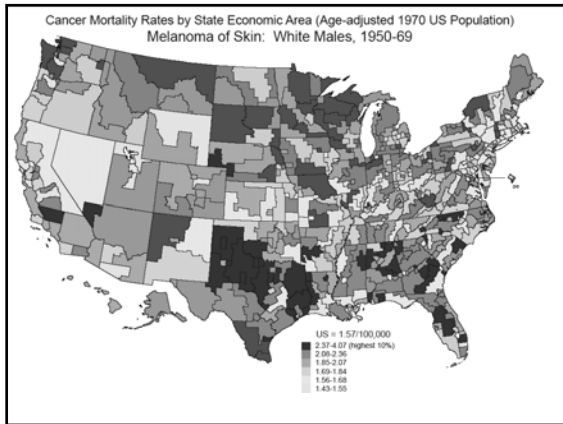 Cancer Mortality Rates by State Economic Area (Age-adjusted 1970 US Population)
Melanoma of Skin: White Males, 1950-69
US = 1.57/100,000
2.37-4.07 (highest 10%)
2.08-2.36
1.85-2.07
1.69-1.84
1.56-1.68
1.43-1.55